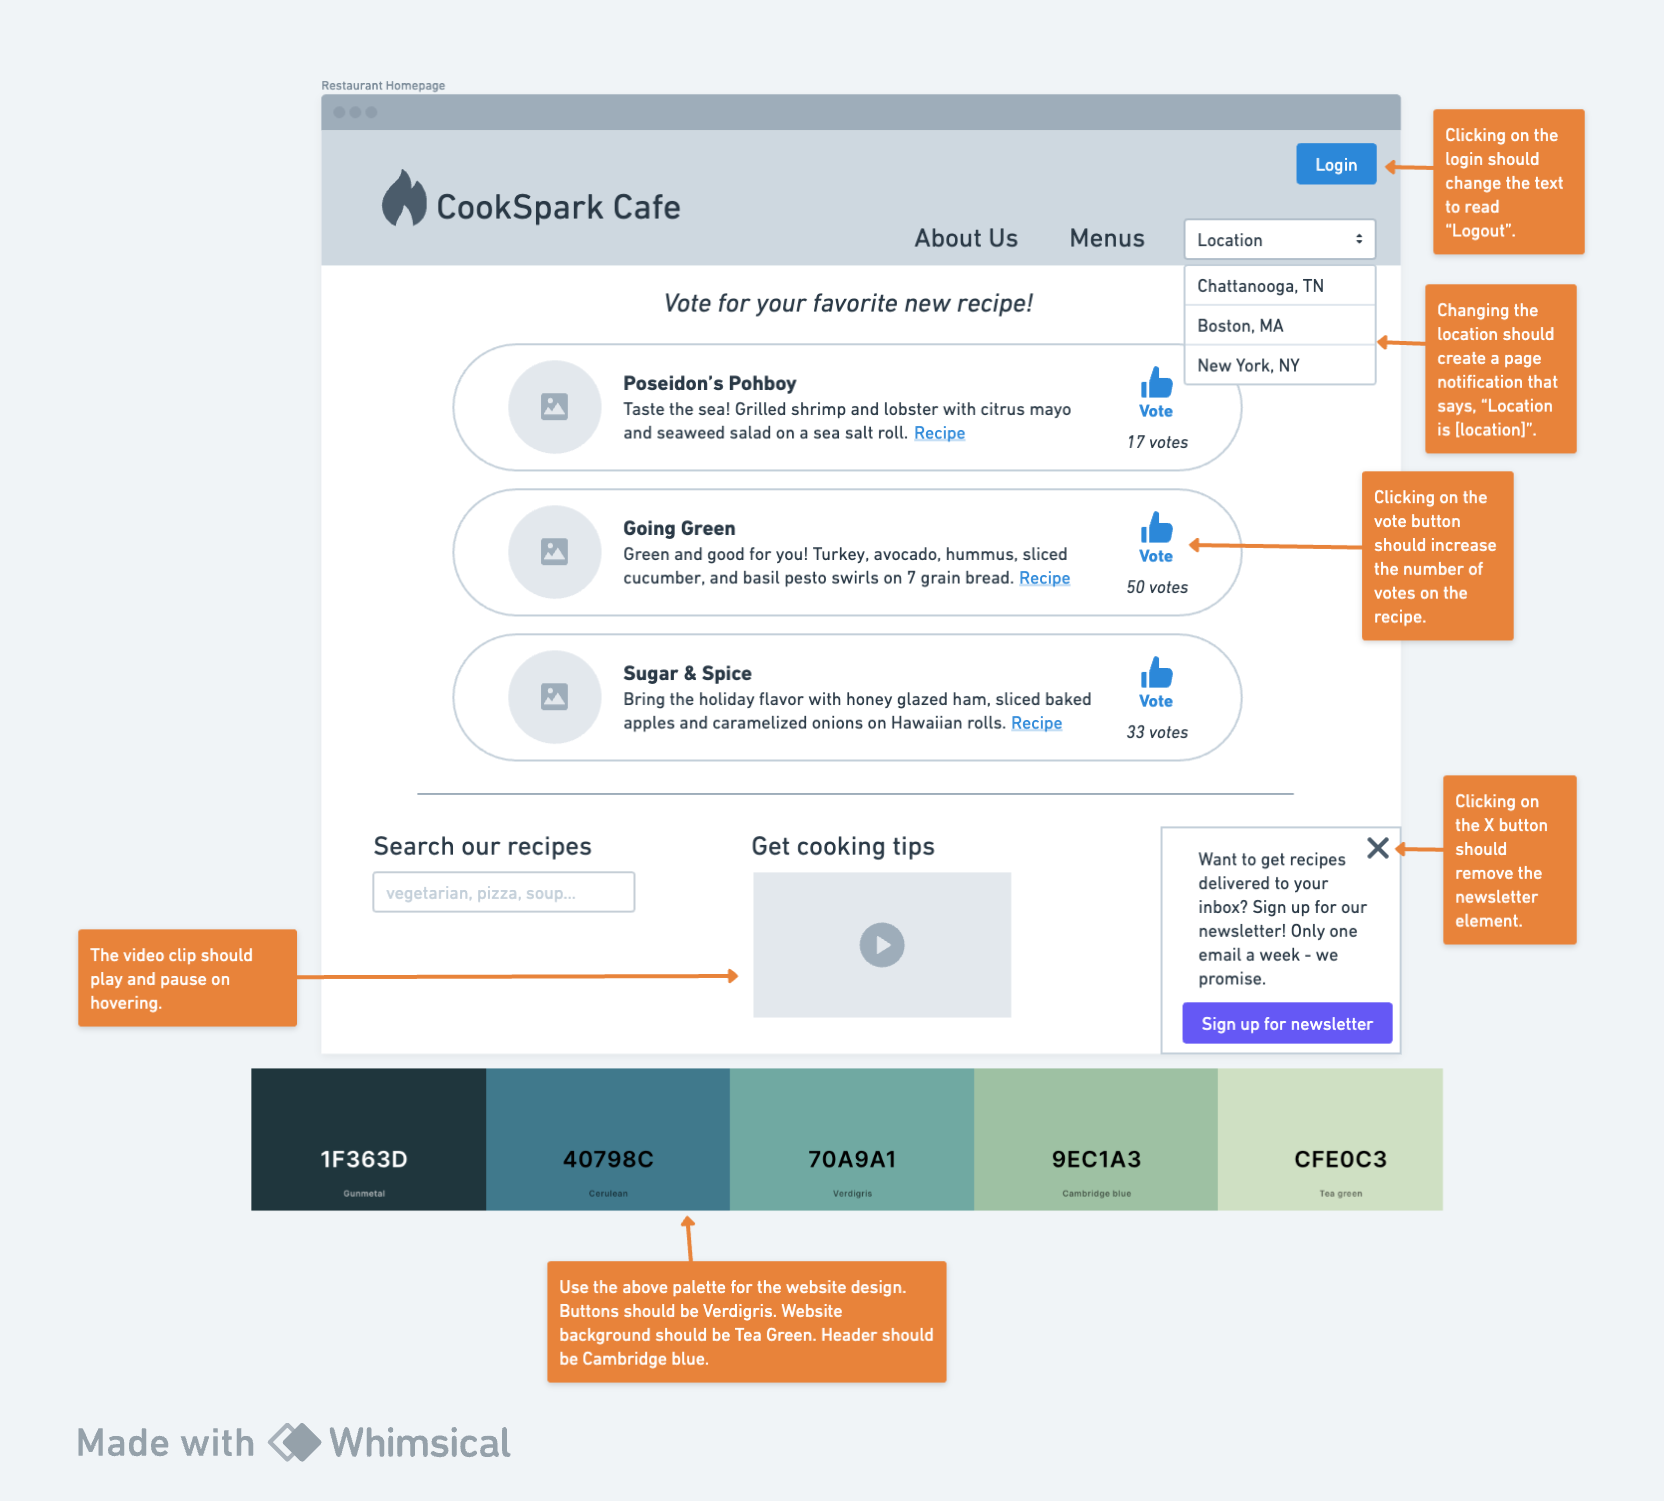 Restaurant Homepage
CookSpark Cafe
Login
About Us
Menus
Location
Chattanooga, TN
Boston, MA
New York, NY
Clicking on the
login should
change the text
to read
“Logout”.
Changing the
location should
create a page
notification that
says, “Location
is [location]”.
Vote for your favorite new recipe!
Poseidon’s Pohboy
Taste the sea! Grilled shrimp and lobster with citrus mayo
and seaweed salad on a sea salt roll. Recipe
Vote
17 votes
Going Green
Green and good for you! Turkey, avocado, hummus, sliced
cucumber, and basil pesto swirls on 7 grain bread. Recipe
Vote
50 votes
Clicking on the
vote button
should increase
the number of
votes on the
recipe.
Sugar & Spice
Bring the holiday flavor with honey glazed ham, sliced baked
apples and caramelized onions on Hawaiian rolls. Recipe
Vote
33 votes
Search our recipes
vegetarian, pizza, soup...
Get cooking tips
Want to get recipes
delivered to your
inbox? Sign up for our
newsletter! Only one
email a week - we
promise.
Sign up for newsletter
Clicking on
the X button
should
remove the
newsletter
element.
The video clip should
play and pause on
hovering.
1F363D
Gunmetal
40798C
Cerulean
70A9A1
Verdigris
9EC1A3
Cambridge blue
CFE0C3
Tea green
Use the above palette for the website design.
Buttons should be Verdigris. Website
background should be Tea Green. Header should
be Cambridge blue.
Made with Whimsical